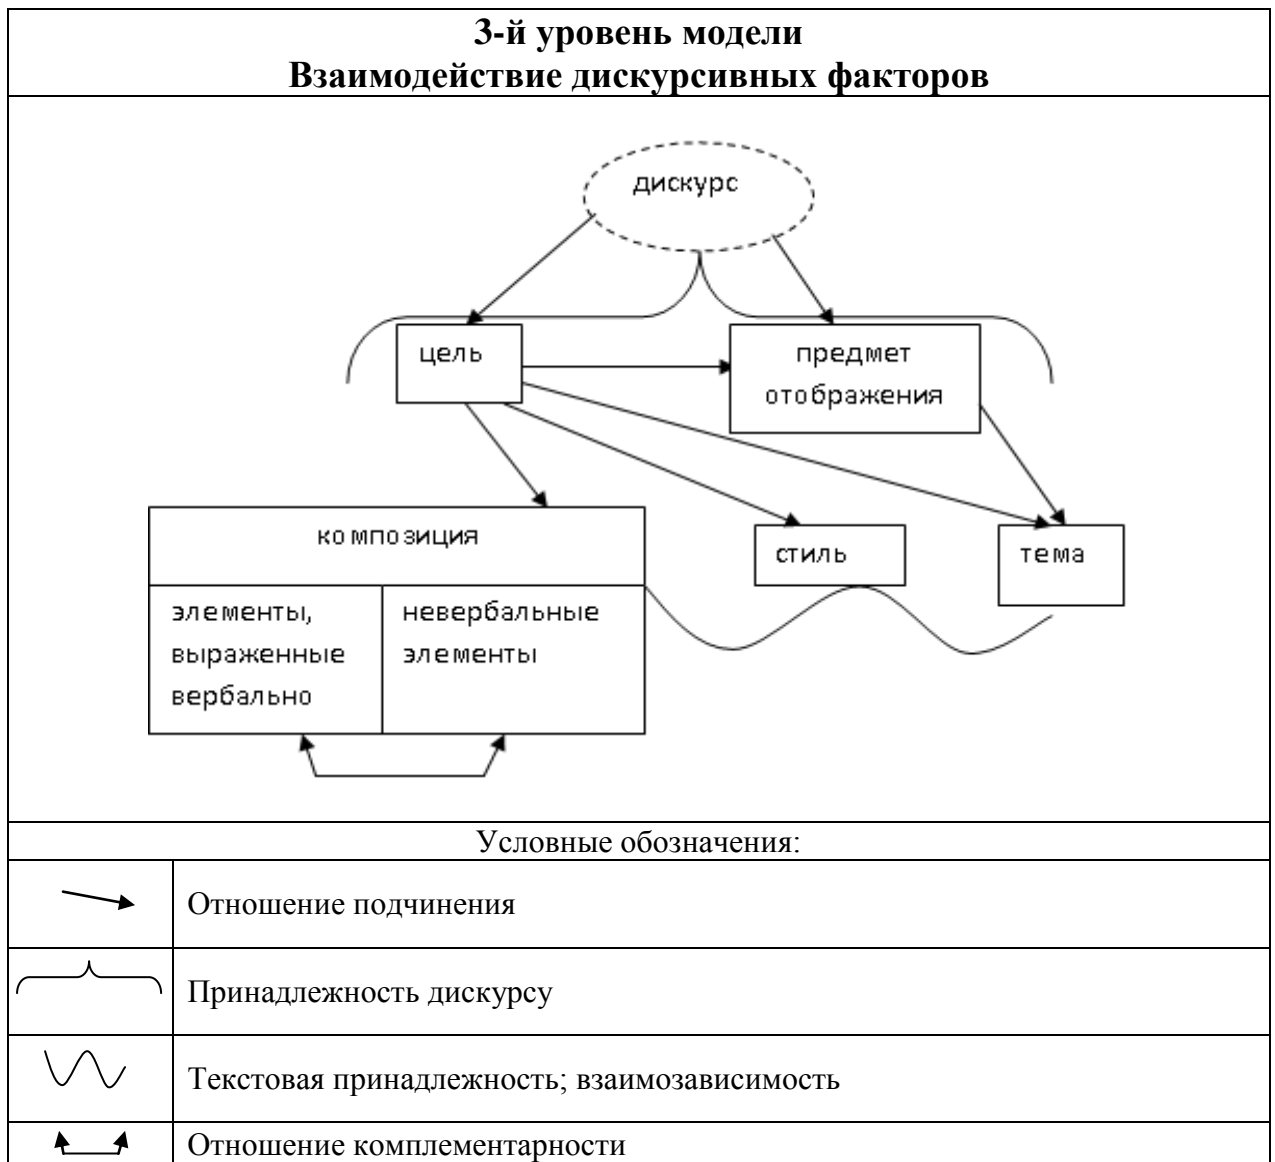 3-й уровень модели
Взаимодействие дискурсивных факторов
дискурс
цель
предмет
отображения
композиция
стиль
тема
элементы,
выраженные
вербально
невербальные
элементы
Условные обозначения:
Отношение подчинения
Принадлежность дискурсу
Текстовая принадлежность; взаимозависимость
Отношение комплементарности